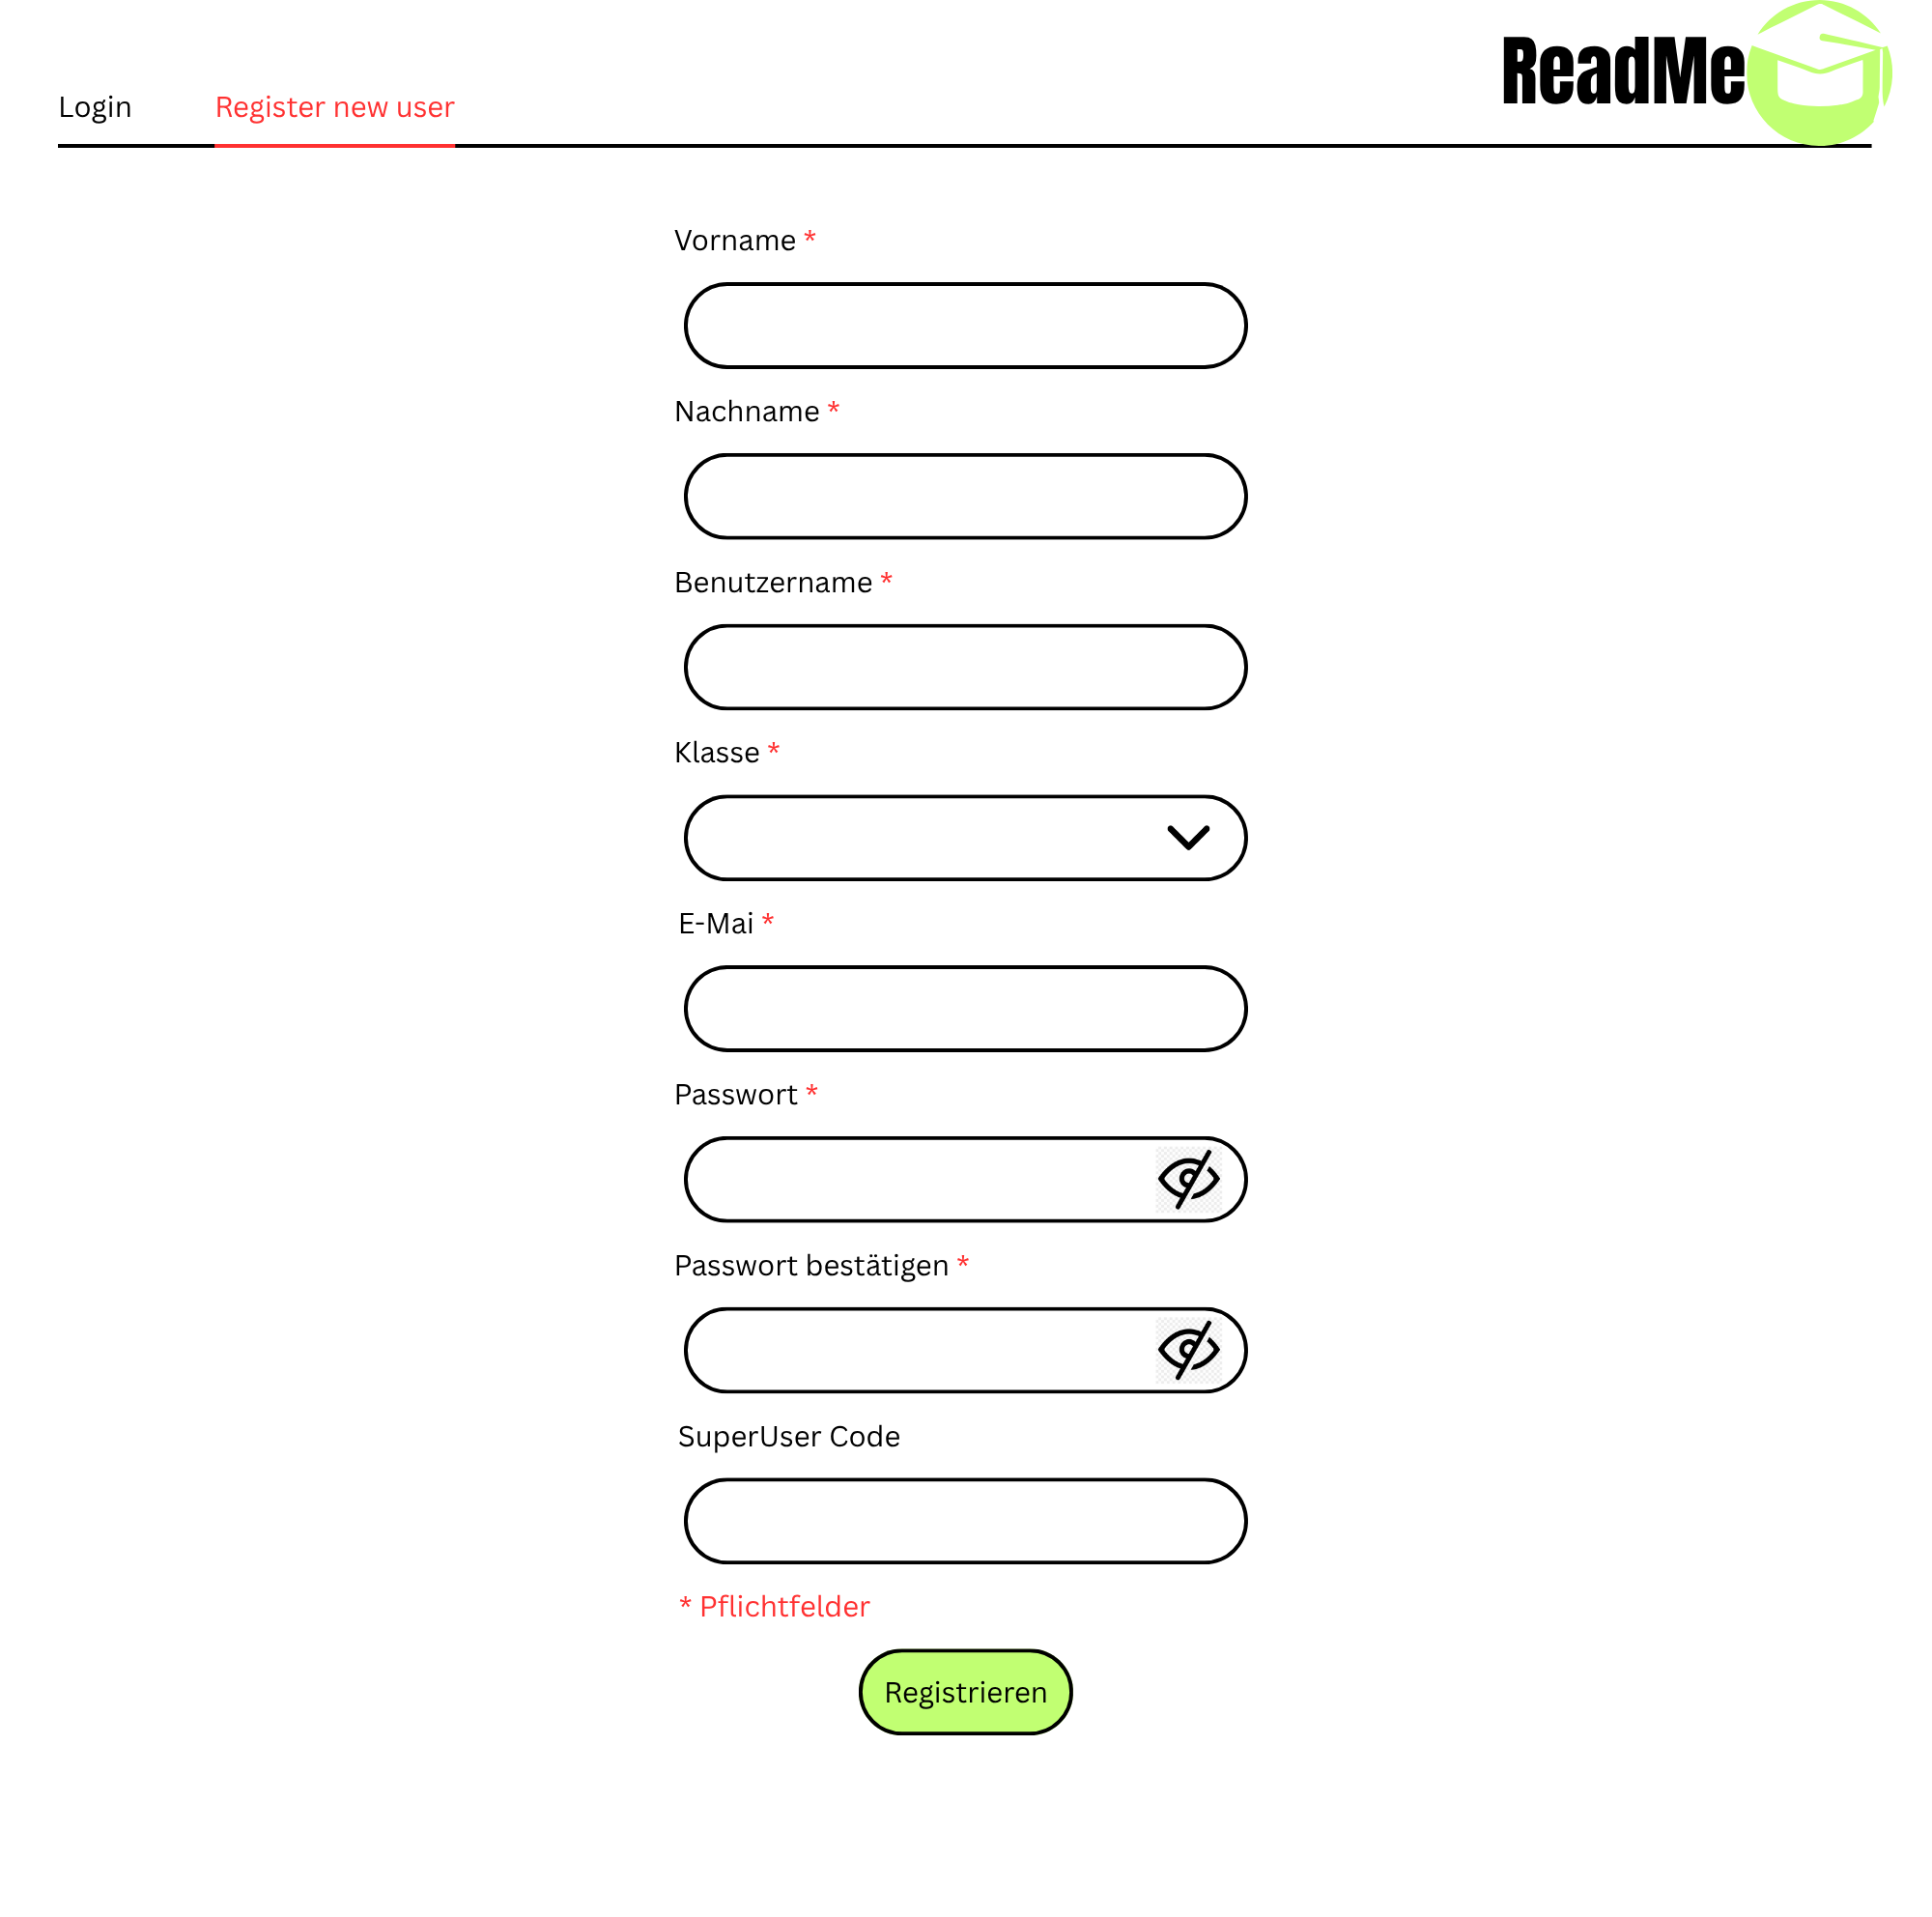 ReadMe
Login Register new user
Vorname *
Nachname *
Benutzername *
Klasse *
E-Mai *
Passwort *
Passwort bestätigen *
SuperUser Code
* Pflichtfelder
Registrieren